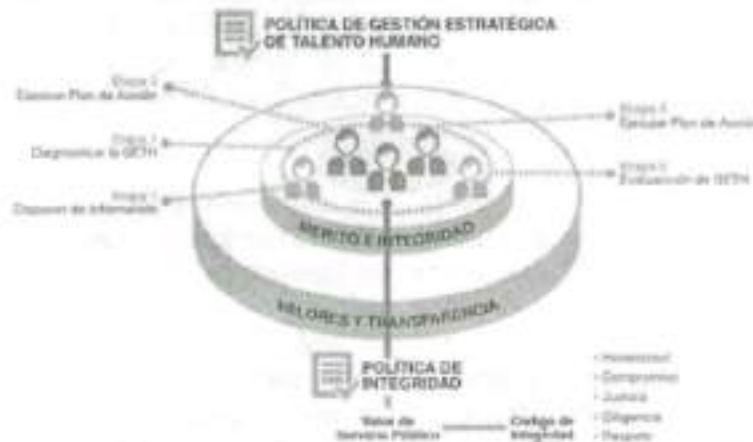 POLÍTICA DE GESTIÓN ESTRATÉGICA
DE TALENTO HUMANO
Etapa 3
Elaborar Plan de Acción
Etapa 2
Diagnosticar la GETH
Etapa 1
Disponer de información
Etapa 4
Ejecutar Plan de Acción
Etapa 5
Evaluación de GETH
MÉRITO E INTEGRIDAD
VALORES Y TRANSPARENCIA
POLÍTICA DE
INTEGRIDAD
Valor de
Servicio Público
Código de
Integridad
• Honestidad
• Compromiso
• Justicia
• Diligencia
• Respeto